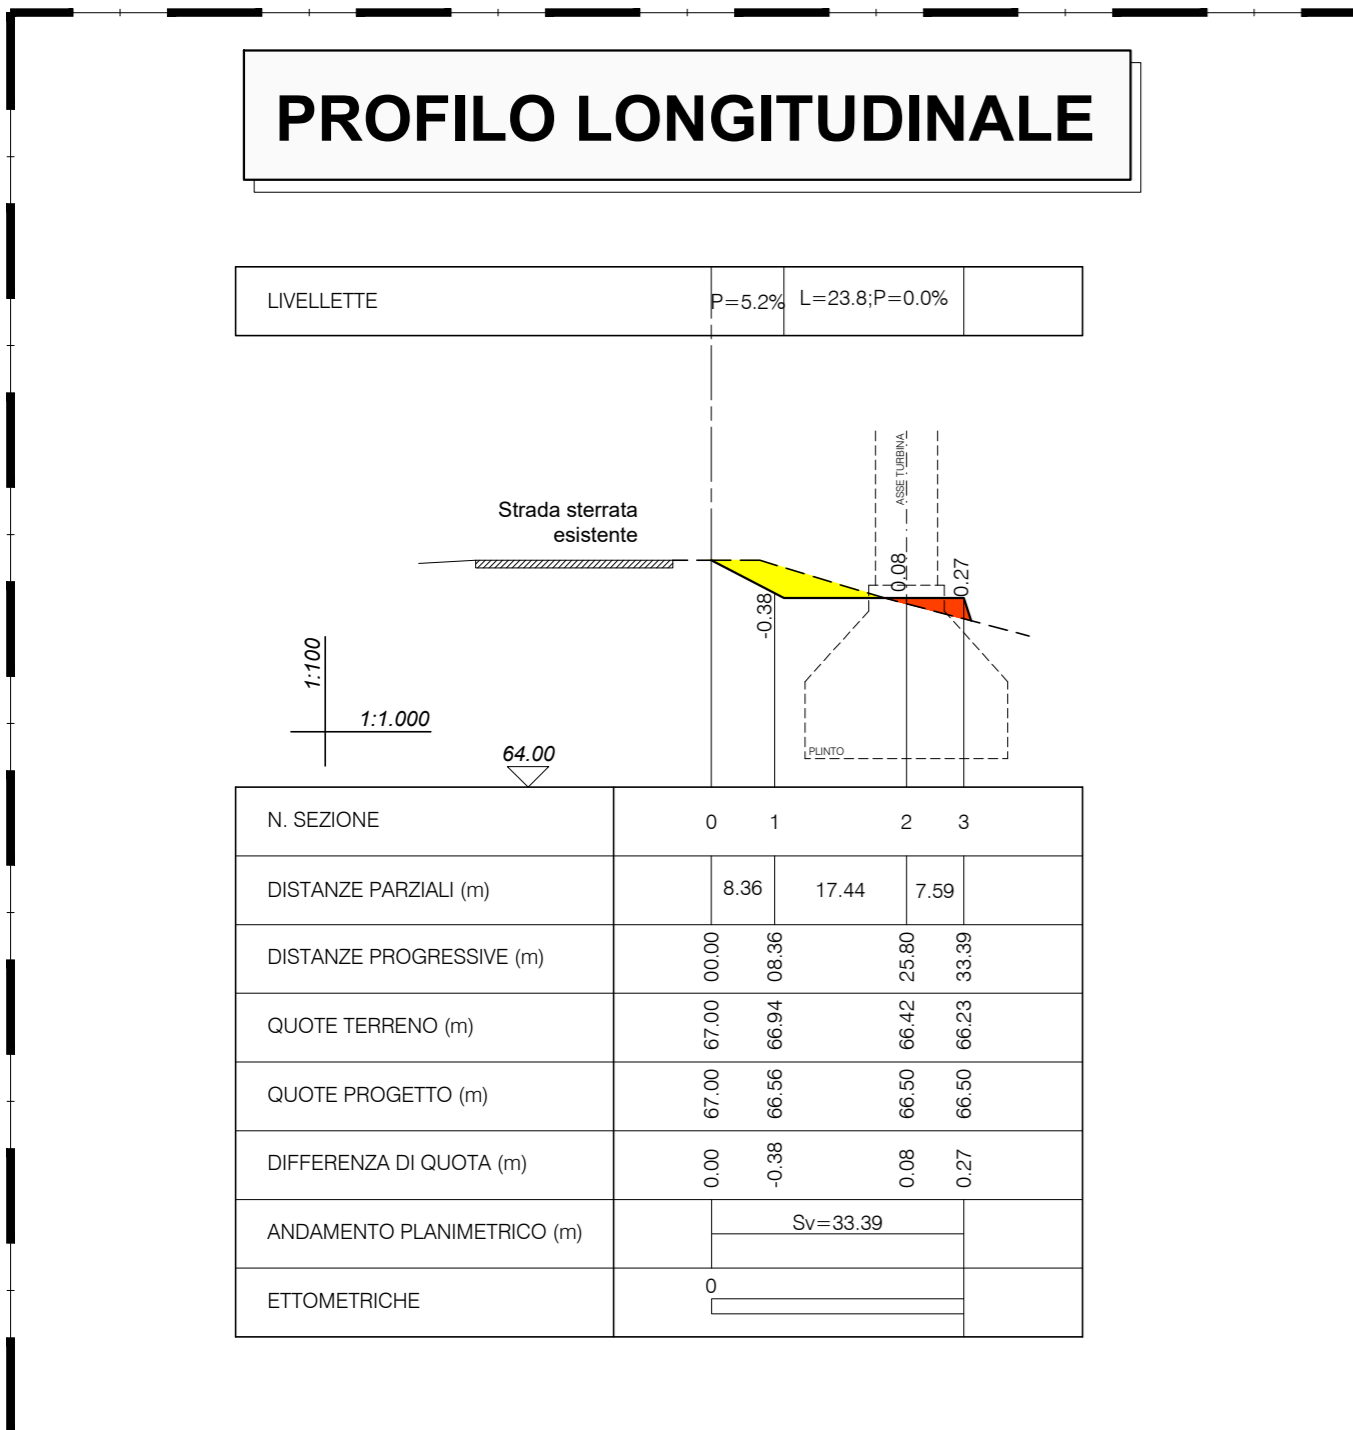 PROFILO LONGITUDINALE
LIVELLETTE
P=5.2%
L=23.8;P=0.0%
ASSE TURBINA
Strada sterrata
esistente
-0.38
0.08
0.27
1:100
1:1.000
64.00
PLINTO
N. SEZIONE
0 1 2 3
DISTANZE PARZIALI (m)
8.36 17.44 7.59
DISTANZE PROGRESSIVE (m)
00.00 08.36 25.80 33.39
QUOTE TERRENO (m)
67.00 66.94 66.42 66.23
QUOTE PROGETTO (m)
67.00 66.56 66.50 66.50
DIFFERENZA DI QUOTA (m)
0.00 -0.38 0.08 0.27
ANDAMENTO PLANIMETRICO (m)
Sv=33.39
ETTOMETRICHE
0